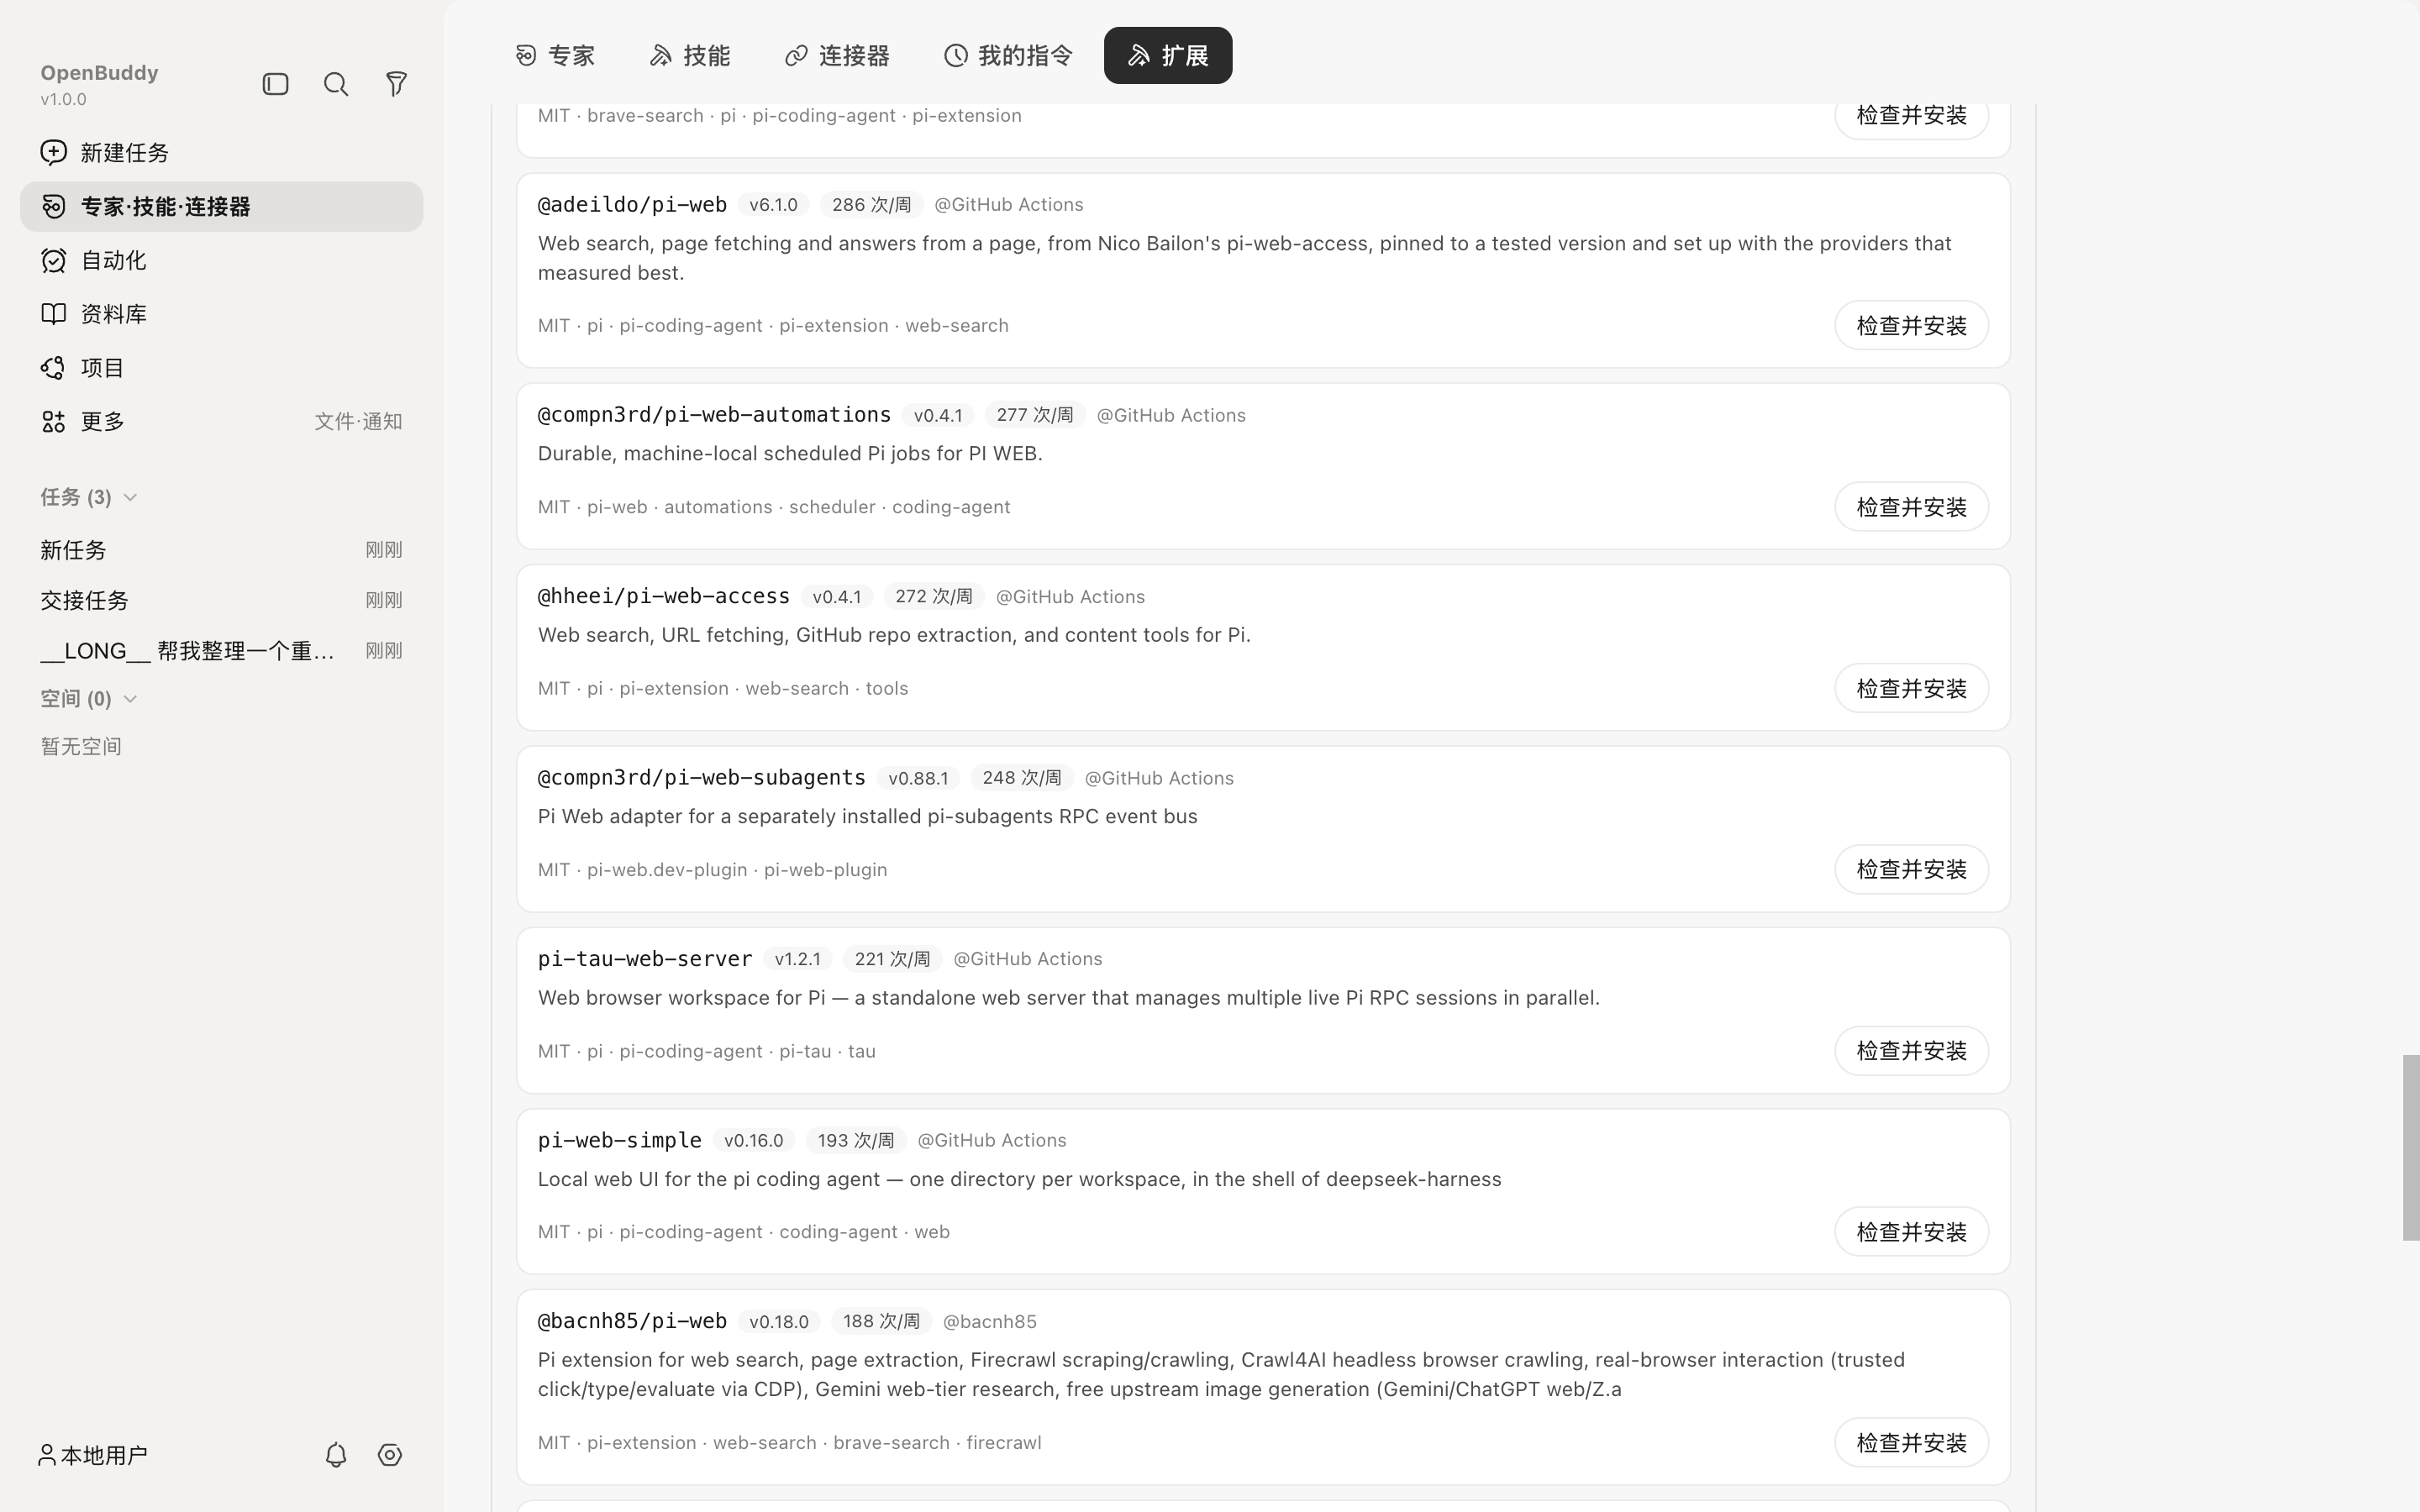 OpenBuddy
v1.0.0
新建任务
专家·技能·连接器
自动化
资料库
项目
更多 文件·通知
任务 (3)
新任务 刚刚
交接任务 刚刚
__LONG__ 帮我整理一个重... 刚刚
空间 (0)
暂无空间
本地用户
专家 技能 连接器 我的指令 扩展
MIT · brave-search · pi · pi-coding-agent · pi-extension 检查并安装
@adeildo/pi-web v6.1.0 286 次/周 @GitHub Actions
Web search, page fetching and answers from a page, from Nico Bailon's pi-web-access, pinned to a tested version and set up with the providers that
measured best.
MIT · pi · pi-coding-agent · pi-extension · web-search 检查并安装
@compn3rd/pi-web-automations v0.4.1 277 次/周 @GitHub Actions
Durable, machine-local scheduled Pi jobs for PI WEB.
MIT · pi-web · automations · scheduler · coding-agent 检查并安装
@hheei/pi-web-access v0.4.1 272 次/周 @GitHub Actions
Web search, URL fetching, GitHub repo extraction, and content tools for Pi.
MIT · pi · pi-extension · web-search · tools 检查并安装
@compn3rd/pi-web-subagents v0.88.1 248 次/周 @GitHub Actions
Pi Web adapter for a separately installed pi-subagents RPC event bus
MIT · pi-web.dev-plugin · pi-web-plugin 检查并安装
pi-tau-web-server v1.2.1 221 次/周 @GitHub Actions
Web browser workspace for Pi — a standalone web server that manages multiple live Pi RPC sessions in parallel.
MIT · pi · pi-coding-agent · pi-tau · tau 检查并安装
pi-web-simple v0.16.0 193 次/周 @GitHub Actions
Local web UI for the pi coding agent — one directory per workspace, in the shell of deepseek-harness
MIT · pi · pi-coding-agent · coding-agent · web 检查并安装
@bacnh85/pi-web v0.18.0 188 次/周 @bacnh85
Pi extension for web search, page extraction, Firecrawl scraping/crawling, Crawl4AI headless browser crawling, real-browser interaction (trusted
click/type/evaluate via CDP), Gemini web-tier research, free upstream image generation (Gemini/ChatGPT web/Z.a
MIT · pi-extension · web-search · brave-search · firecrawl 检查并安装